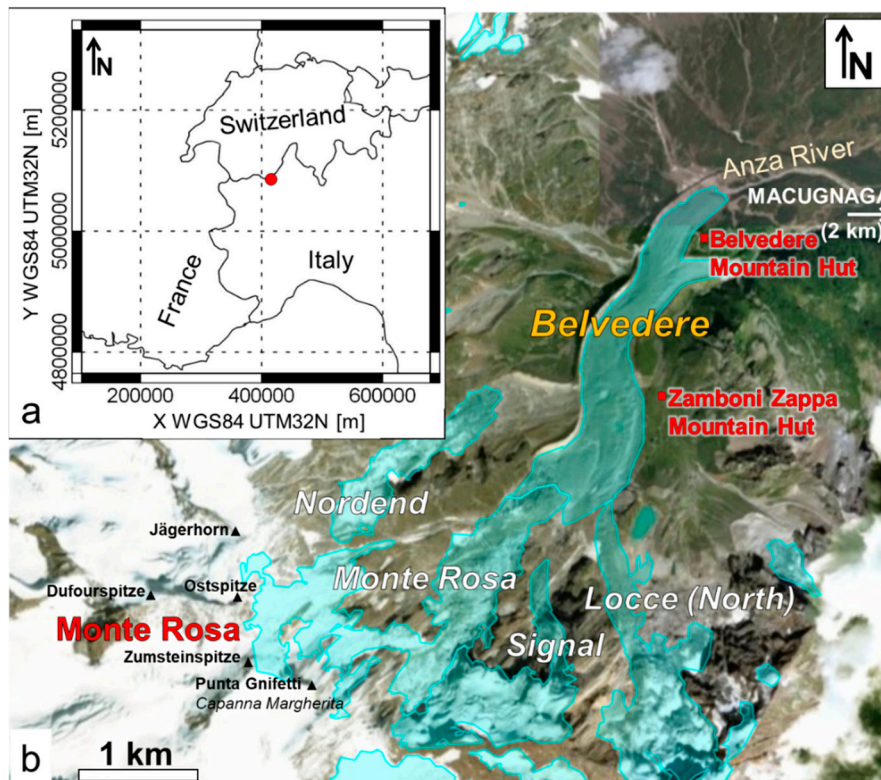 N
Switzerland
France
Italy
5200000
5000000
4800000
Y WGS84 UTM32N [m]
200000 400000 600000
X WGS84 UTM32N [m]
a
N
Anza River
MACUGNAGA
(2 km)
Belvedere
Mountain Hut
Belvedere
Zamboni Zappa
Mountain Hut
Nordend
Jägerhorn
Monte Rosa
Dufourspitze
Ostspitze
Locce (North)
Monte Rosa
Signal
Zumsteinspitze
Punta Gnifetti
Capanna Margherita
b
1 km